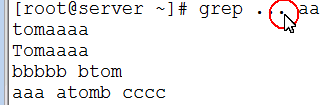 [root@server ~]# grep ... aa
tomaaaa
Tomaaaa
bbbbb btom
aaa atomb cccc